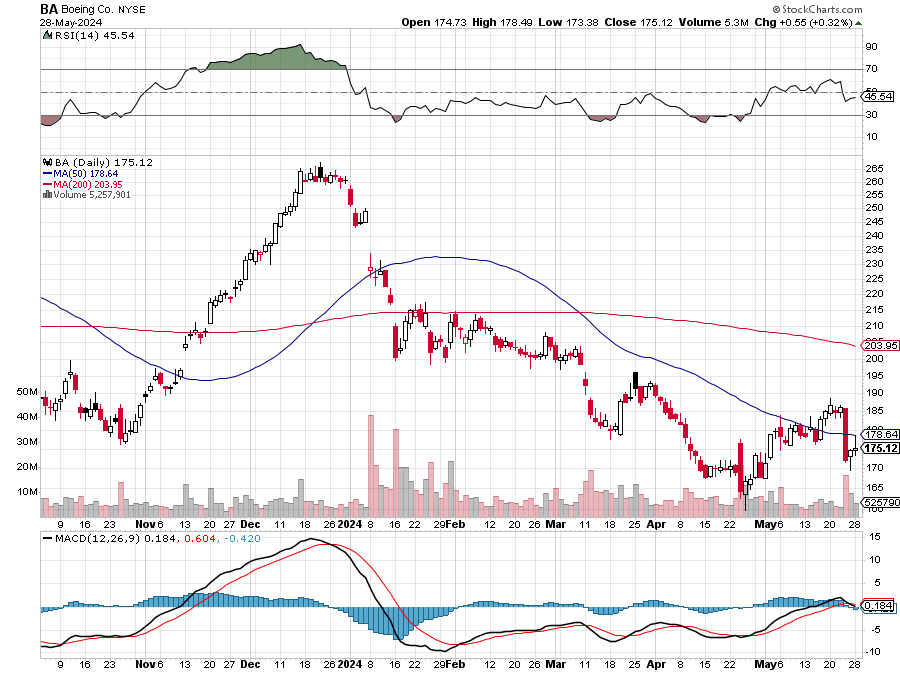 BA Boeing Co. NYSE
© StockCharts.com
28-May-2024
Open 174.73 High 178.49 Low 173.38 Close 175.12 Volume 5.3M Chg +0.55 (+0.32%)
RSI(14) 45.54
90
70
50
45.54
30
10
BA (Daily) 175.12
MA(50) 178.64
MA(200) 203.95
Volume 5,257,901
265
260
255
250
245
240
235
230
225
220
215
210
203.95
200
195
190
185
180
178.64
175.12
170
165
160
525790
50M
40M
30M
20M
10M
9 16 23 Nov 6 13 20 27 Dec 11 18 26 2024 8 16 22 29 Feb 12 20 26 Mar 11 18 25 Apr 8 15 22 May 6 13 20 28
MACD(12,26,9) 0.184, 0.604, -0.420
15
10
5
0.184
-5
-10
9 16 23 Nov 6 13 20 27 Dec 11 18 26 2024 8 16 22 29 Feb 12 20 26 Mar 11 18 25 Apr 8 15 22 May 6 13 20 28